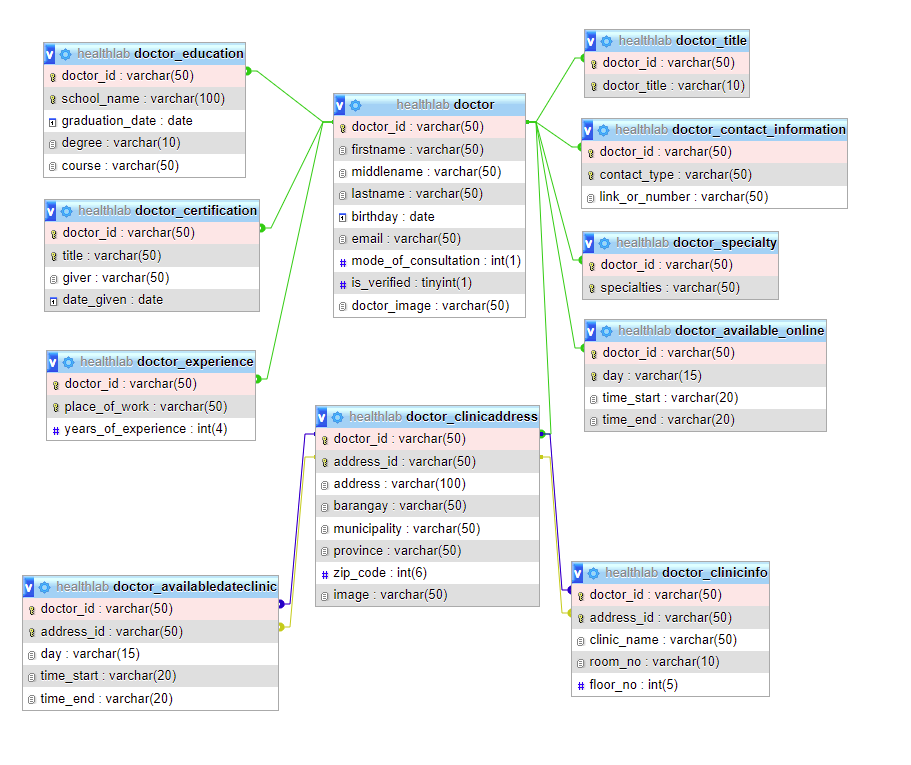 v healthlab doctor_education
doctor_id : varchar(50)
school_name : varchar(100)
graduation_date : date
degree : varchar(10)
course : varchar(50)
v healthlab doctor_certification
doctor_id : varchar(50)
title : varchar(50)
giver : varchar(50)
date_given : date
v healthlab doctor_experience
doctor_id : varchar(50)
place_of_work : varchar(50)
# years_of_experience : int(4)
v healthlab doctor
doctor_id : varchar(50)
firstname : varchar(50)
middlename : varchar(50)
lastname : varchar(50)
birthday : date
email : varchar(50)
# mode_of_consultation : int(1)
# is_verified : tinyint(1)
doctor_image : varchar(50)
v healthlab doctor_title
doctor_id : varchar(50)
doctor_title : varchar(10)
v healthlab doctor_contact_information
doctor_id : varchar(50)
contact_type : varchar(50)
link_or_number : varchar(50)
v healthlab doctor_specialty
doctor_id : varchar(50)
specialties : varchar(50)
v healthlab doctor_available_online
doctor_id : varchar(50)
day : varchar(15)
time_start : varchar(20)
time_end : varchar(20)
v healthlab doctor_clinicaddress
doctor_id : varchar(50)
address_id : varchar(50)
address : varchar(100)
barangay : varchar(50)
municipality : varchar(50)
province : varchar(50)
# zip_code : int(6)
image : varchar(50)
v healthlab doctor_availabledateclinic
doctor_id : varchar(50)
address_id : varchar(50)
day : varchar(15)
time_start : varchar(20)
time_end : varchar(20)
v healthlab doctor_clinicinfo
doctor_id : varchar(50)
address_id : varchar(50)
clinic_name : varchar(50)
room_no : varchar(10)
# floor_no : int(5)